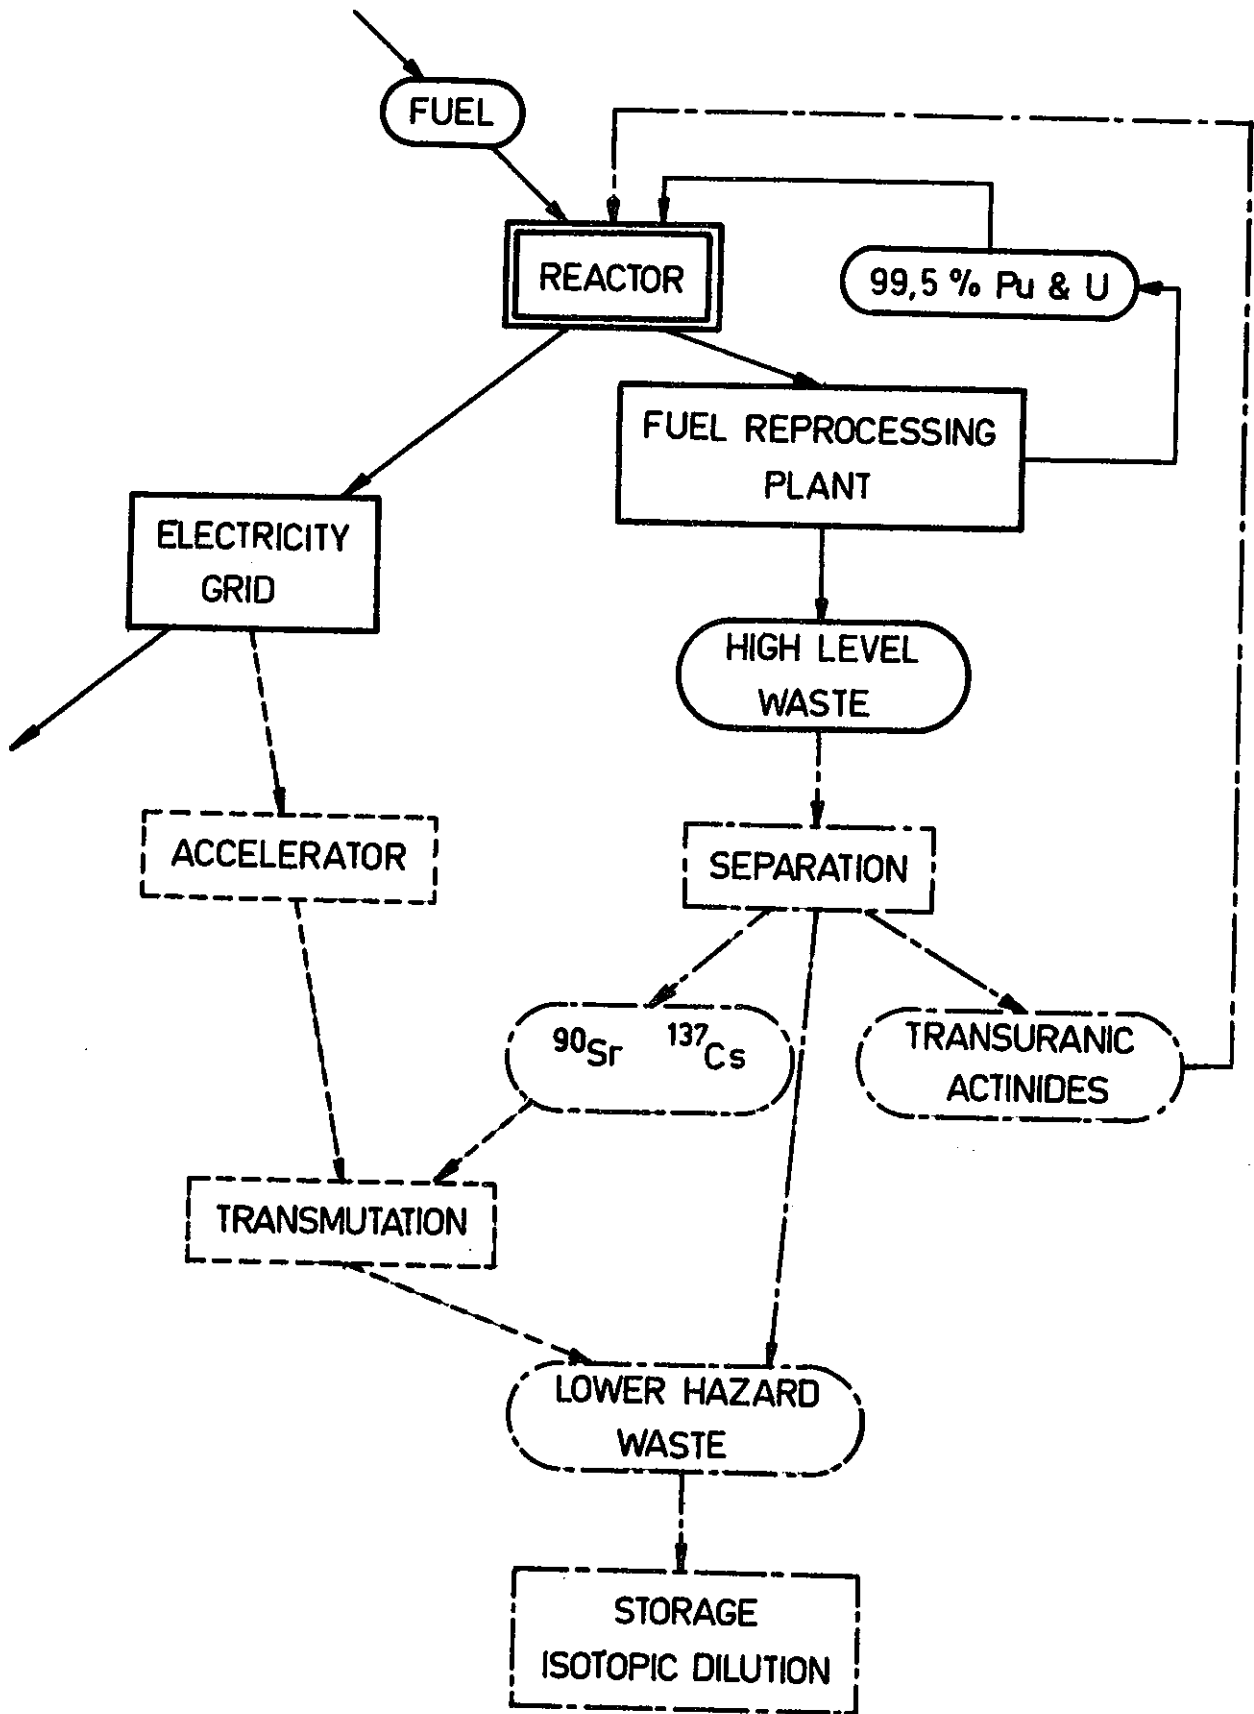 FUEL
REACTOR
99,5 % Pu & U
FUEL REPROCESSING
PLANT
ELECTRICITY
GRID
HIGH LEVEL
WASTE
ACCELERATOR
SEPARATION
⁹⁰Sr ¹³⁷Cs
TRANSURANIC
ACTINIDES
TRANSMUTATION
LOWER HAZARD
WASTE
STORAGE
ISOTOPIC DILUTION